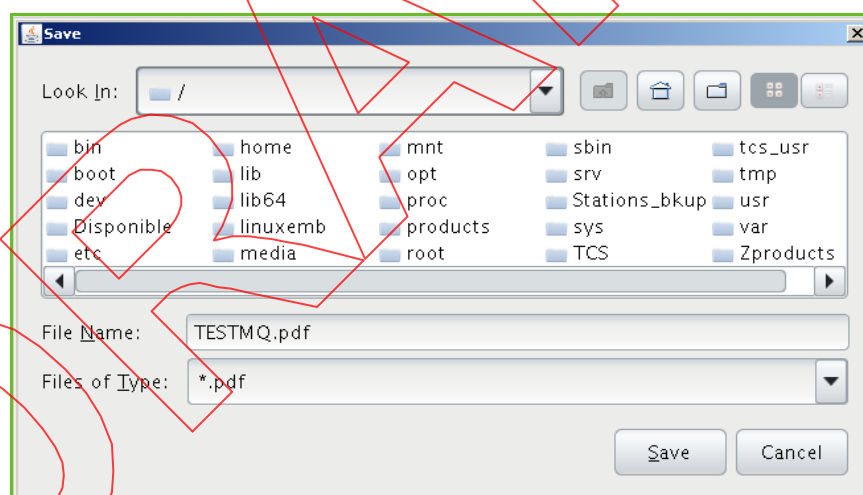 Save
Look In: /
bin home mnt sbin tcs_usr
boot lib opt srv tmp
dev lib64 proc Stations_bkup usr
Disponible linuxemb products sys var
etc media root TCS Zproducts
File Name: TESTMQ.pdf
Files of Type: *.pdf
Save Cancel